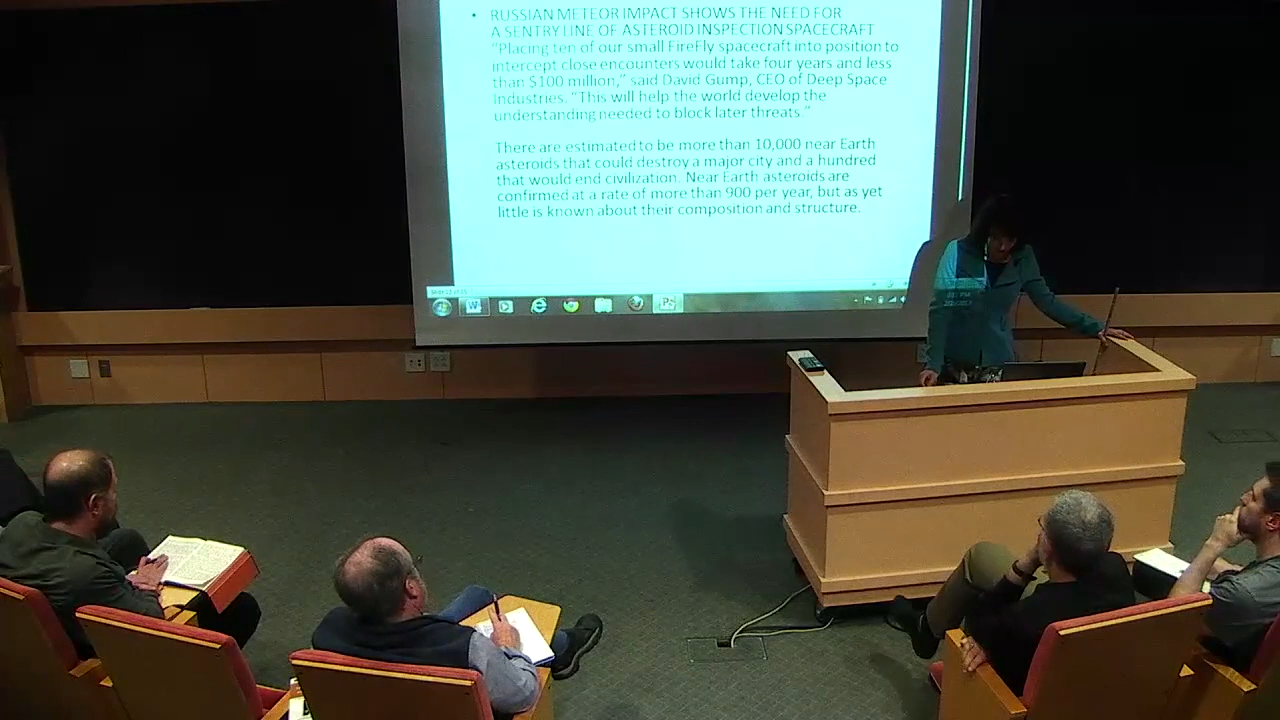 • RUSSIAN METEOR IMPACT SHOWS THE NEED FOR
A SENTRY LINE OF ASTEROID INSPECTION SPACECRAFT
“Placing ten of our small FireFly spacecraft into position to
intercept close encounters would take four years and less
than $100 million,” said David Gump, CEO of Deep Space
Industries. “This will help the world develop the
understanding needed to block later threats.”
There are estimated to be more than 10,000 near Earth
asteroids that could destroy a major city and a hundred
that would end civilization. Near Earth asteroids are
confirmed at a rate of more than 900 per year, but as yet
little is known about their composition and structure.